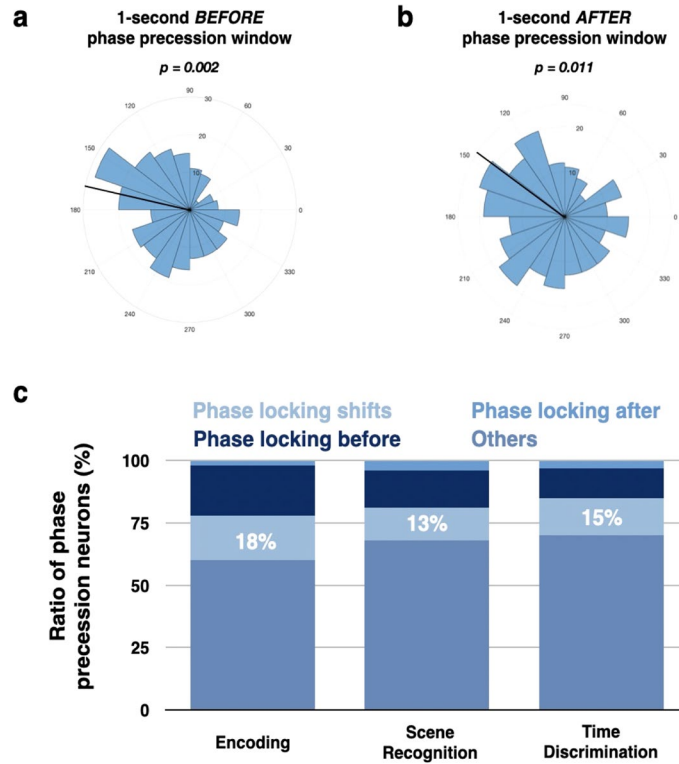 a
1-second BEFORE
phase precession window
p = 0.002
90
120
30
60
20
150
10
30
180
0
210
330
240
300
270
b
1-second AFTER
phase precession window
p = 0.011
90
120
20
60
150
10
30
180
0
210
330
240
300
270
c
Phase locking shifts
Phase locking after
Phase locking before
Others
Ratio of phase
precession neurons (%)
100
75
50
25
0
18%
13%
15%
Encoding
Scene
Recognition
Time
Discrimination